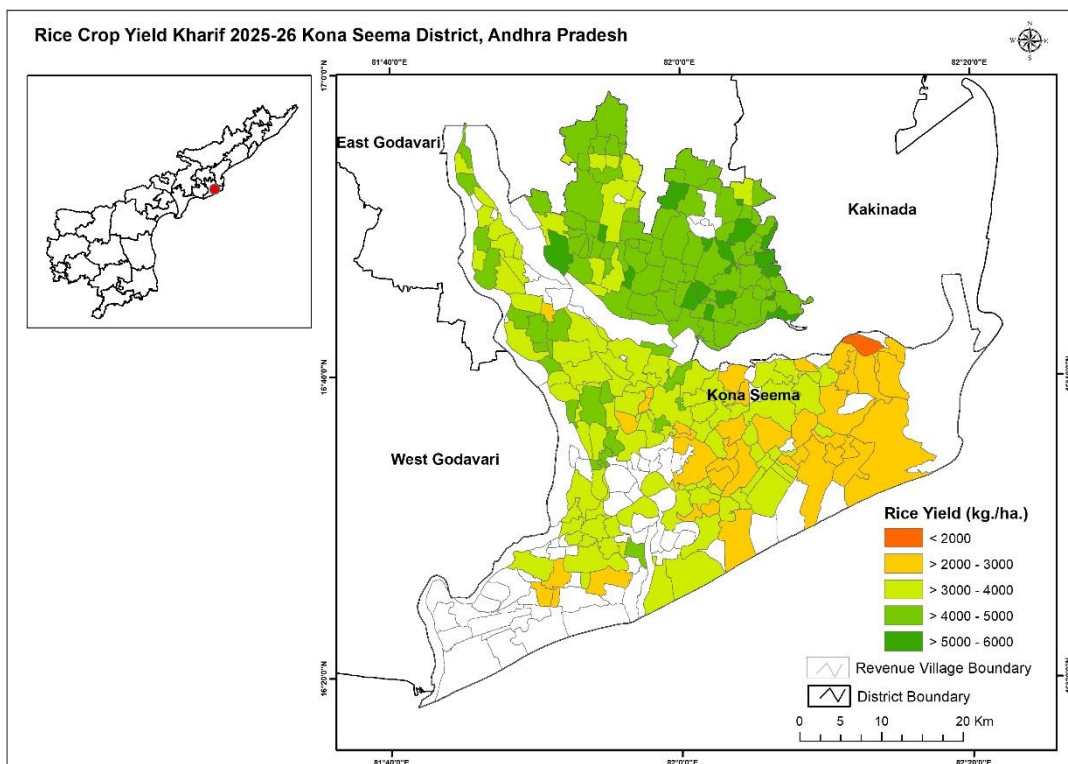 Rice Crop Yield Kharif 2025-26 Kona Seema District, Andhra Pradesh
N
W E
S
81°40'0"E 82°0'0"E 82°20'0"E
17°0'0"N
East Godavari
Kakinada
16°40'0"N
Kona Seema
West Godavari
Rice Yield (kg./ha.)
< 2000
> 2000 - 3000
> 3000 - 4000
> 4000 - 5000
> 5000 - 6000
Revenue Village Boundary
District Boundary
16°20'0"N
0 5 10 20 Km
81°40'0"E 82°0'0"E 82°20'0"E